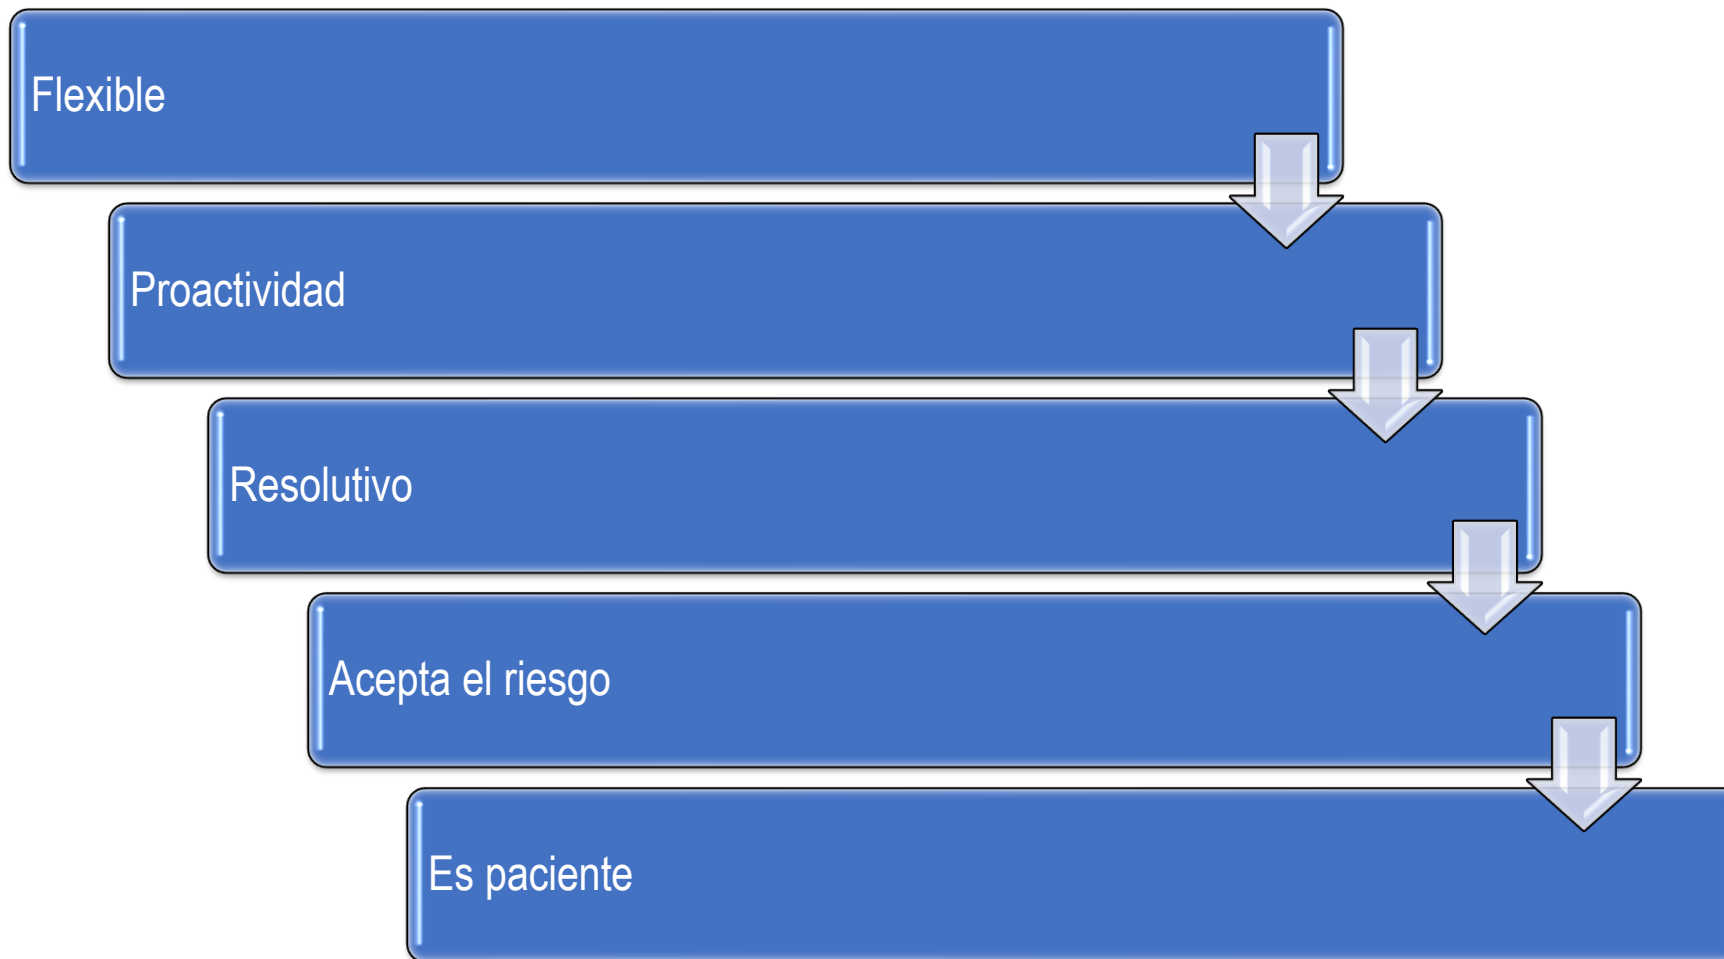 Flexible
Proactividad
Resolutivo
Acepta el riesgo
Es paciente